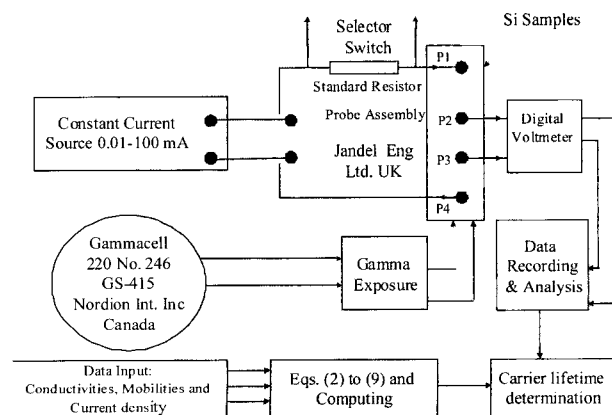 Selector
Switch
Si Samples
P1
Standard Resistor
Constant Current
Source 0.01-100 mA
Probe Assembly
P2
Digital
Voltmeter
Jandel Eng
Ltd. UK
P3
P4
Gammacell
220 No. 246
GS-415
Nordion Int. Inc
Canada
Gamma
Exposure
Data
Recording
& Analysis
Data Input:
Conductivities, Mobilities and
Current density
Eqs. (2) to (9) and
Computing
Carrier lifetime
determination